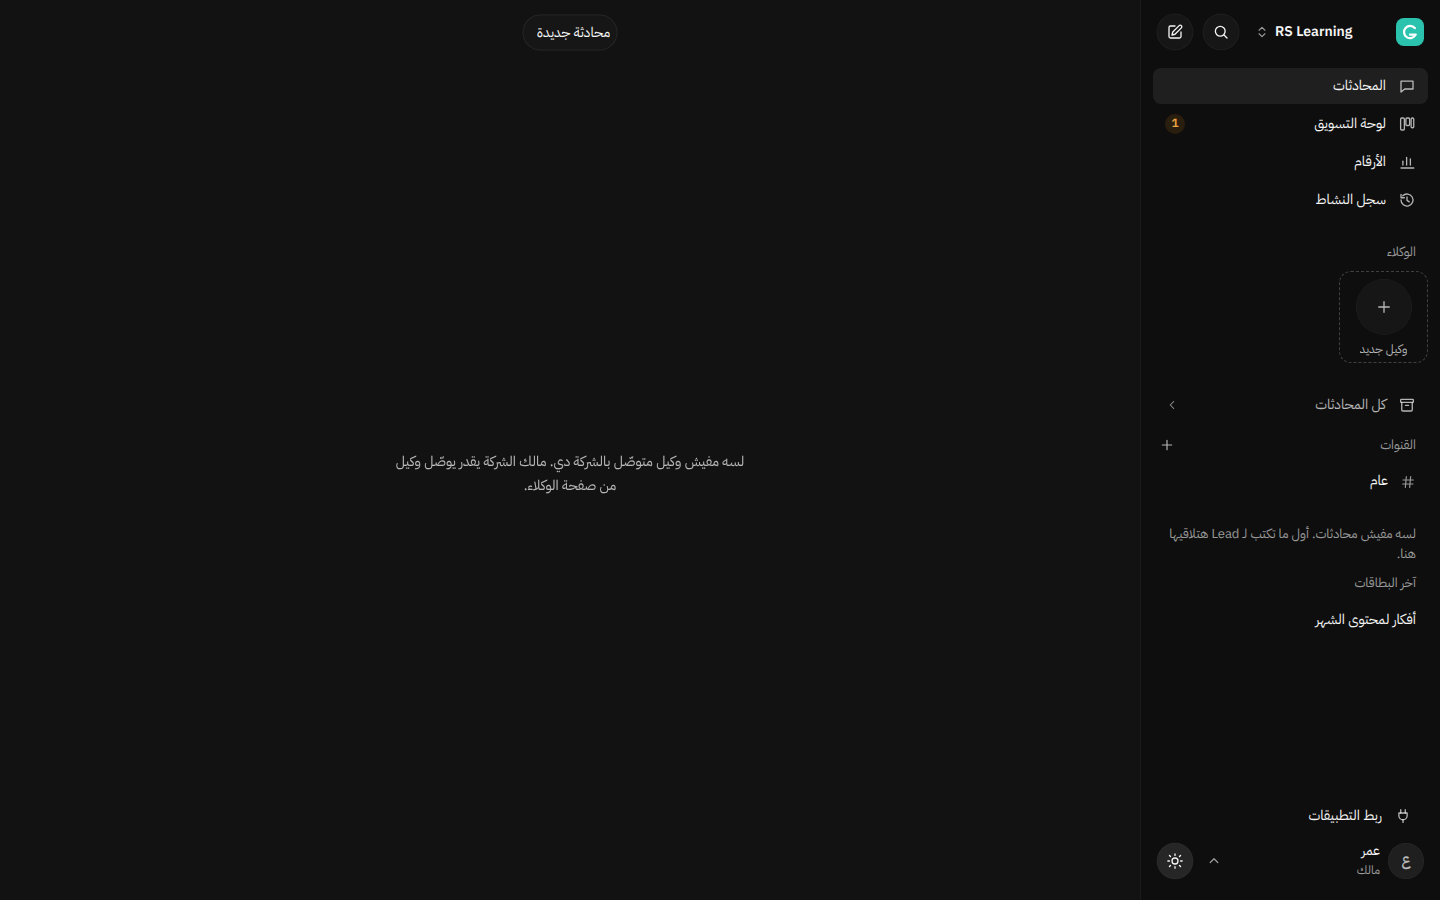 RS Learning
المحادثات
لوحة التسويق
1
الأرقام
سجل النشاط
الوكلاء
وكيل جديد
كل المحادثات
القنوات
عام
لسه مفيش محادثات. أول ما تكتب لـ Lead هتلاقيها
هنا.
آخر البطاقات
أفكار لمحتوى الشهر
ربط التطبيقات
ع
عمر
مالك
محادثة جديدة
لسه مفيش وكيل متوصّل بالشركة دي. مالك الشركة يقدر يوصّل وكيل
من صفحة الوكلاء.